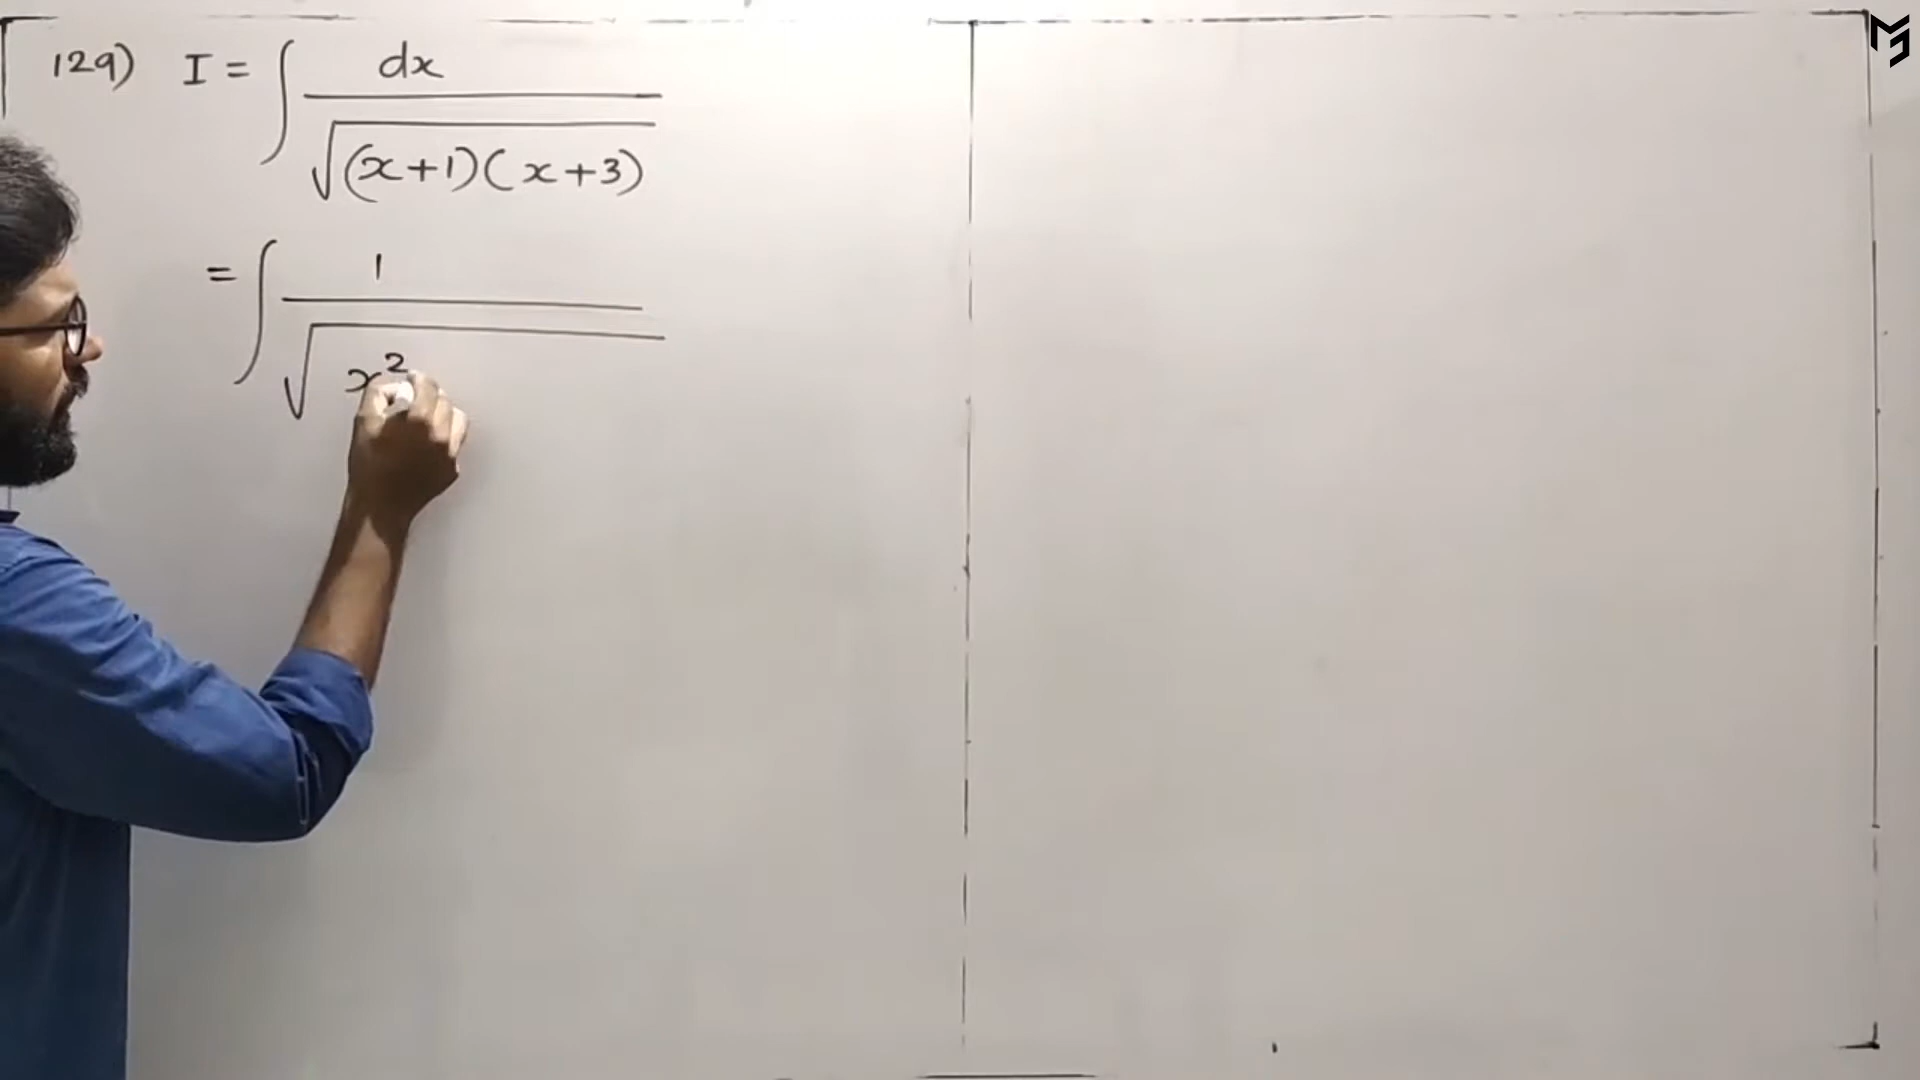 129) I = ∫ dx / √(x+1)(x+3)
= ∫ 1 / √x²